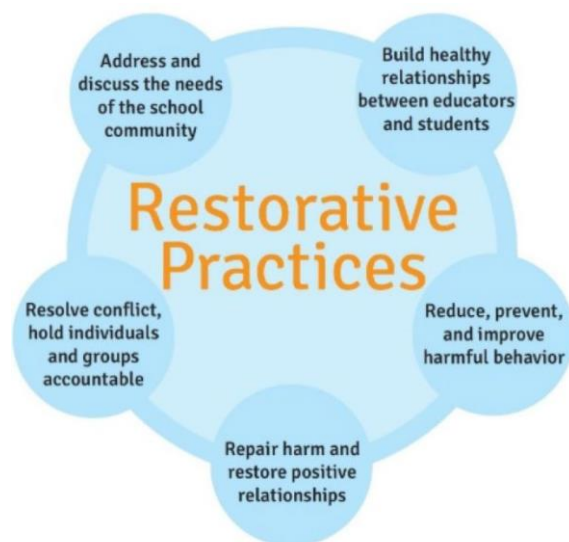 Address and
discuss the needs
of the school
community
Build healthy
relationships
between educators
and students
Restorative
Practices
Resolve conflict,
hold individuals
and groups
accountable
Reduce, prevent,
and improve
harmful behavior
Repair harm and
restore positive
relationships